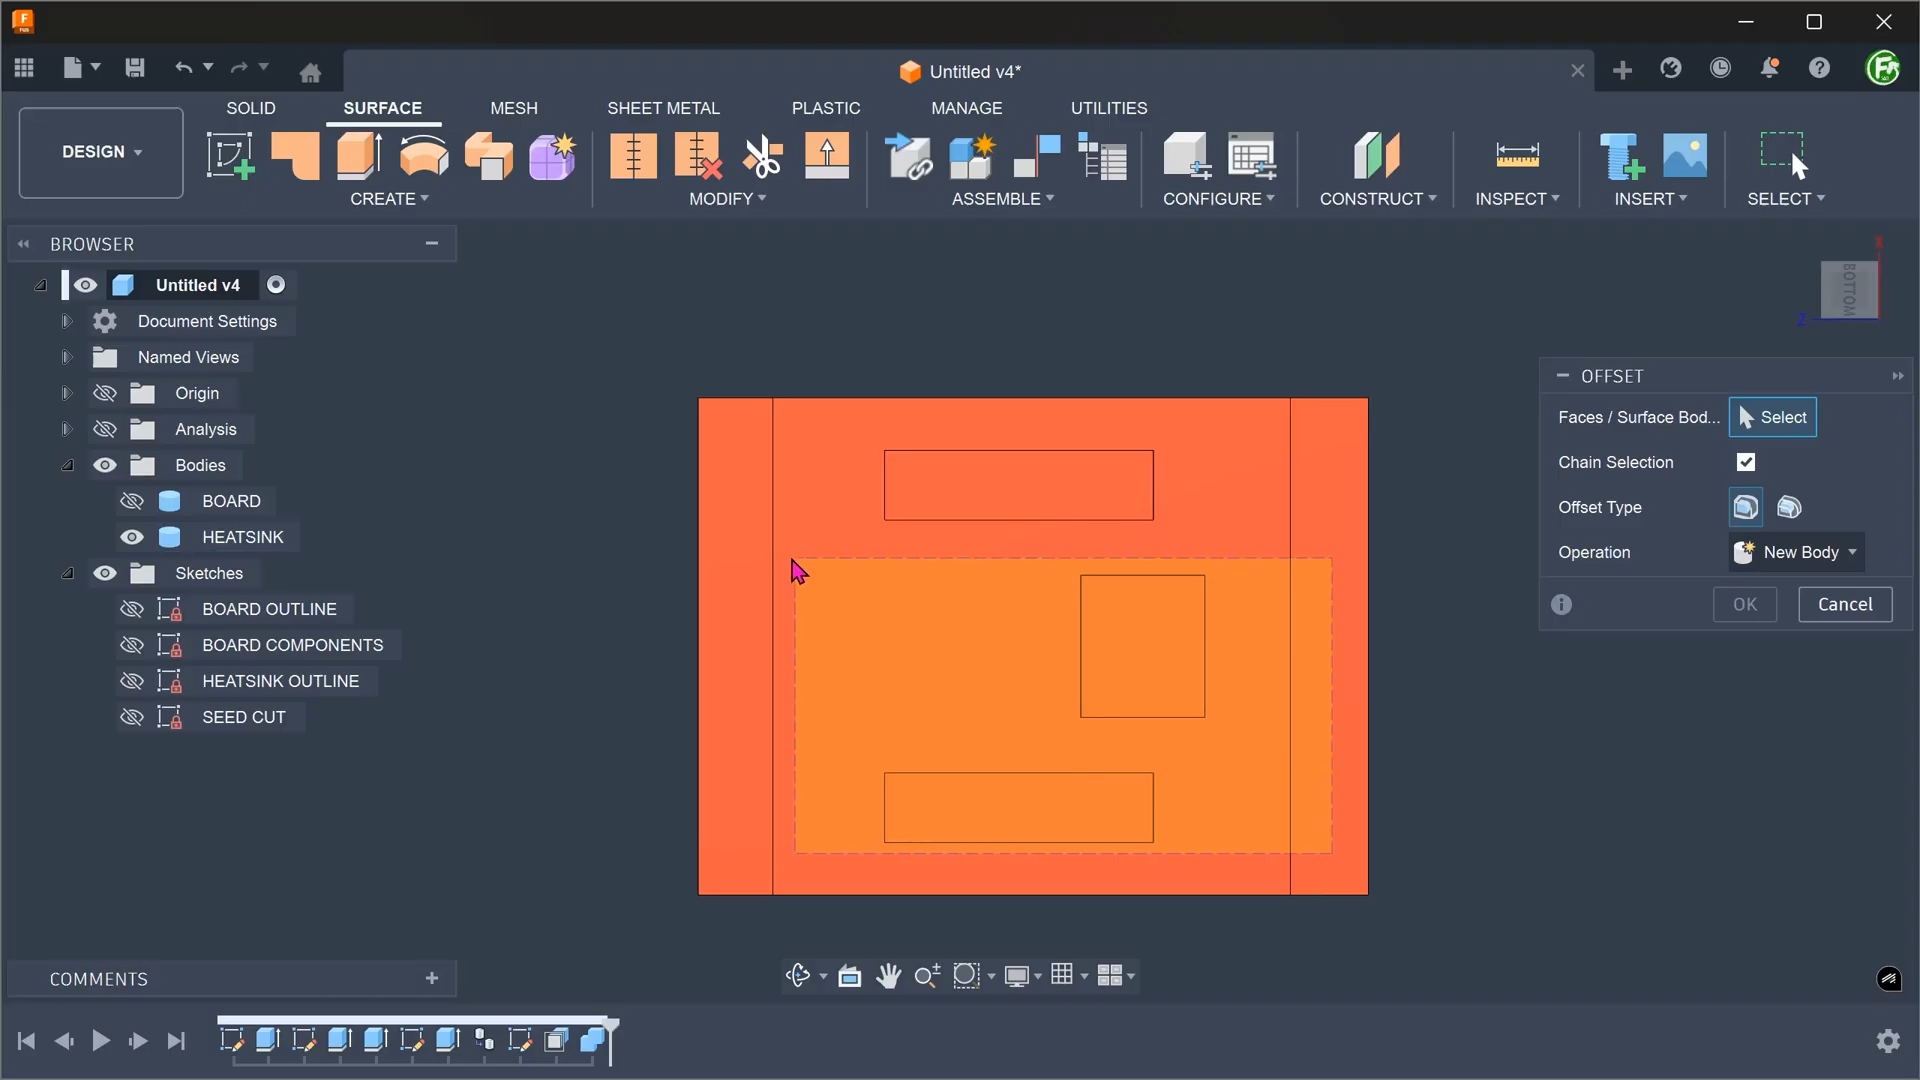 Untitled v4*
SOLID
SURFACE
MESH
SHEET METAL
PLASTIC
MANAGE
UTILITIES
DESIGN
CREATE
MODIFY
ASSEMBLE
CONFIGURE
CONSTRUCT
INSPECT
INSERT
SELECT
BROWSER
Untitled v4
Document Settings
Named Views
Origin
Analysis
Bodies
BOARD
HEATSINK
Sketches
BOARD OUTLINE
BOARD COMPONENTS
HEATSINK OUTLINE
SEED CUT
X
BOTTOM
Z
OFFSET
Faces / Surface Bod...
Select
Chain Selection
Offset Type
Operation
New Body
OK
Cancel
COMMENTS